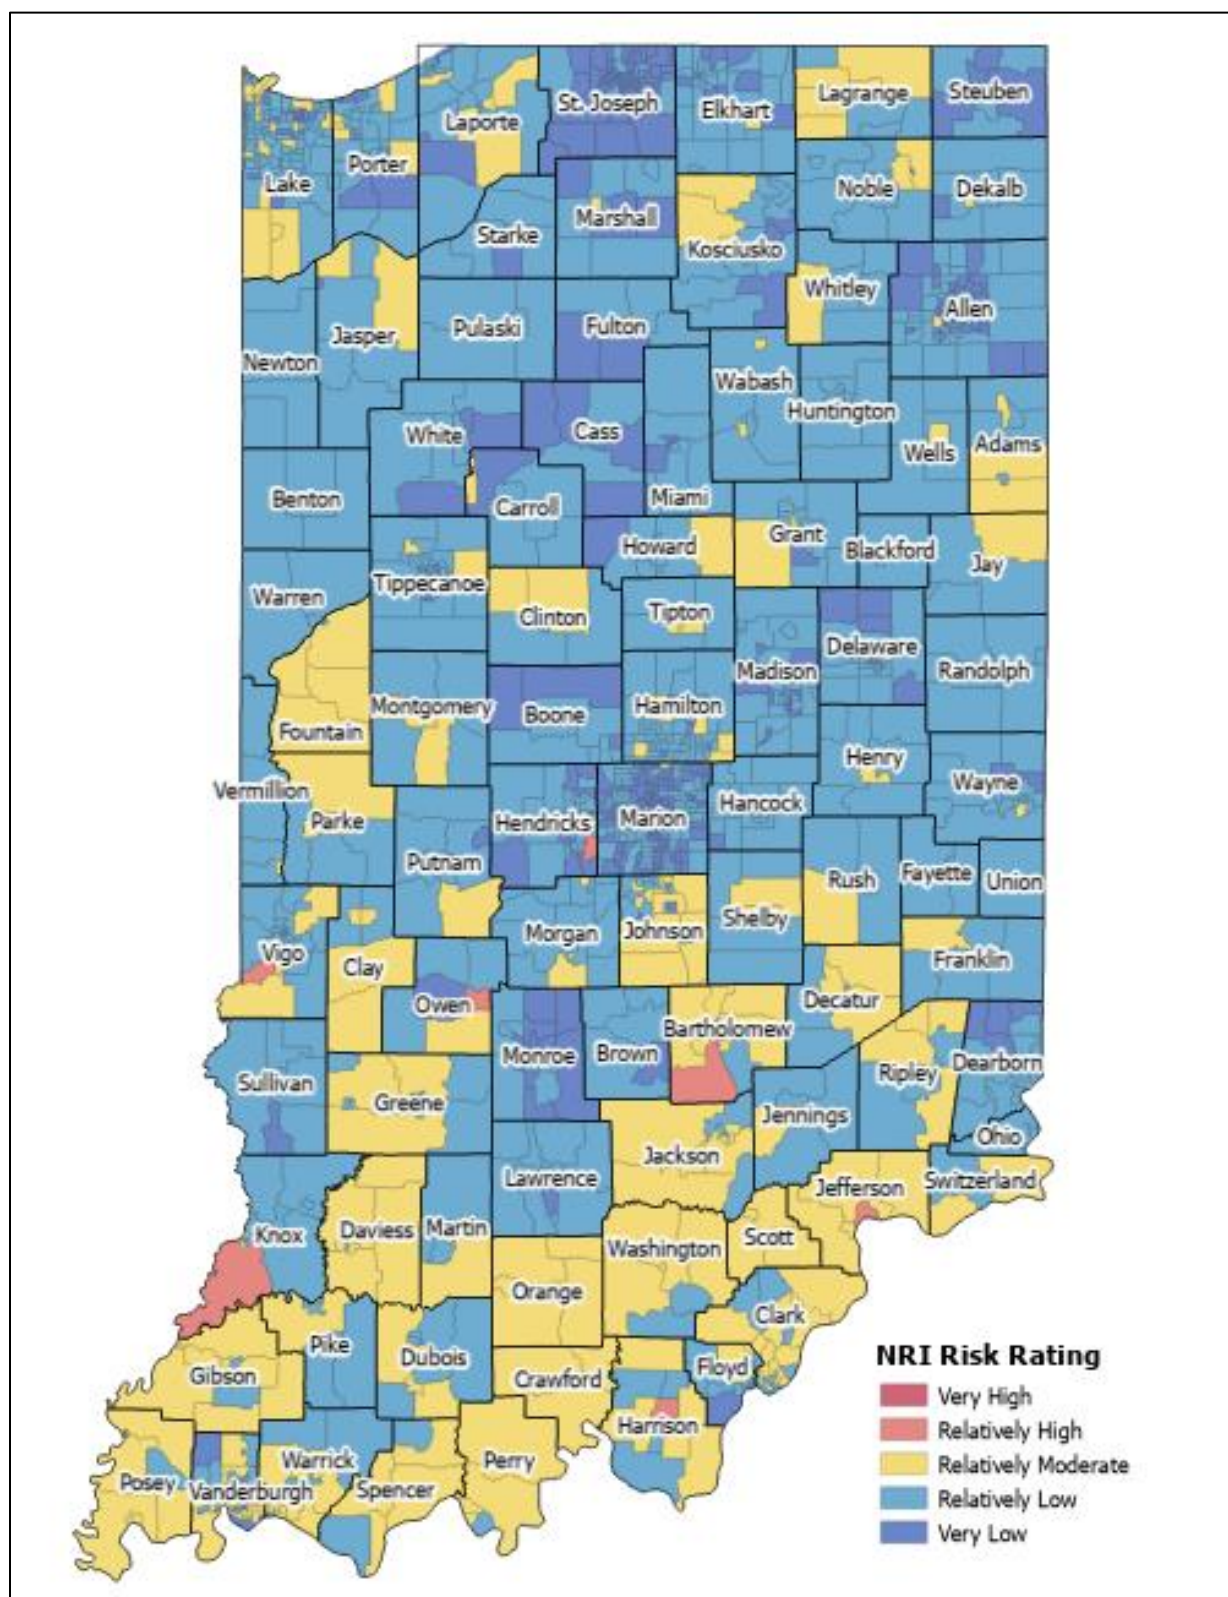 St. Joseph
Lagrange
Steuben
Laporte
Elkhart
Porter
Lake
Noble
Dekalb
Marshall
Starke
Kosciusko
Whitley
Allen
Jasper
Pulaski
Fulton
Newton
Wabash
Huntington
White
Cass
Wells
Adams
Benton
Carroll
Miami
Howard
Grant
Blackford
Jay
Tippecanoe
Warren
Clinton
Tipton
Delaware
Madison
Randolph
Montgomery
Boone
Hamilton
Fountain
Henry
Wayne
Vermillion
Parke
Hendricks
Marion
Hancock
Putnam
Rush
Fayette
Union
Shelby
Morgan
Johnson
Vigo
Clay
Franklin
Owen
Decatur
Bartholomew
Monroe
Brown
Sullivan
Ripley
Dearborn
Greene
Jennings
Ohio
Jackson
Lawrence
Jefferson
Switzerland
Knox
Daviess
Martin
Scott
Washington
Orange
Clark
Pike
Dubois
Gibson
Crawford
Floyd
Harrison
Posey
Vanderburgh
Warrick
Spencer
Perry
NRI Risk Rating
Very High
Relatively High
Relatively Moderate
Relatively Low
Very Low